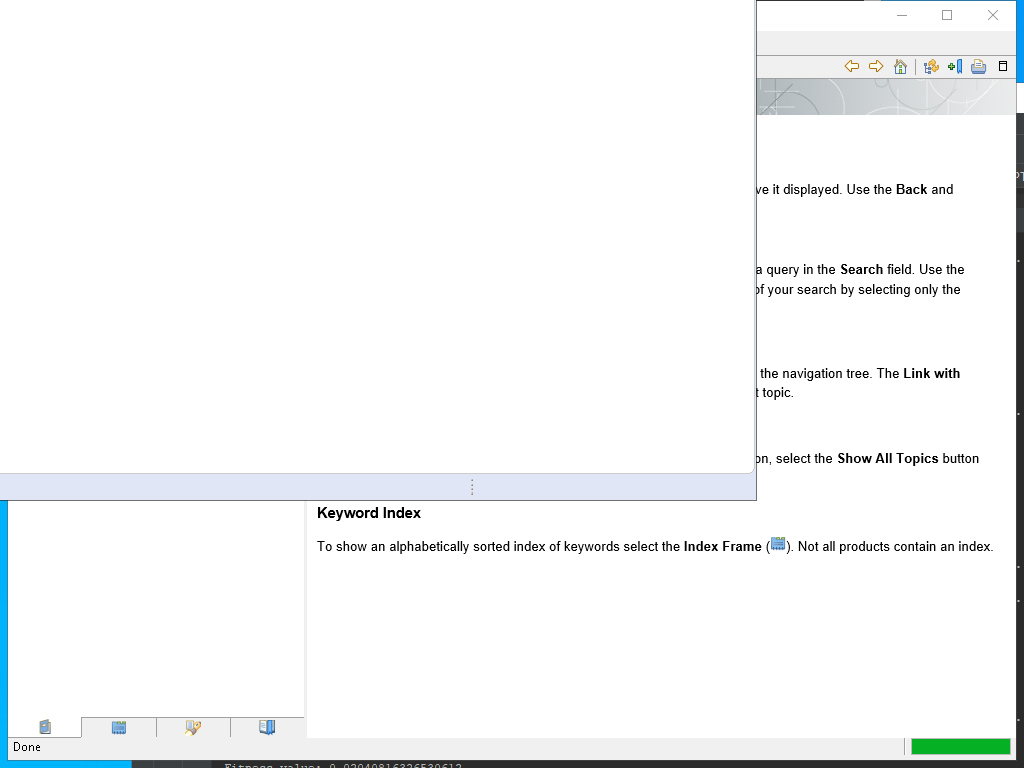 ve it displayed. Use the Back and
a query in the Search field. Use the
of your search by selecting only the
the navigation tree. The Link with
t topic.
on, select the Show All Topics button
Keyword Index
To show an alphabetically sorted index of keywords select the Index Frame ( ). Not all products contain an index.
Done
Fitness value: 0.02040816326530612